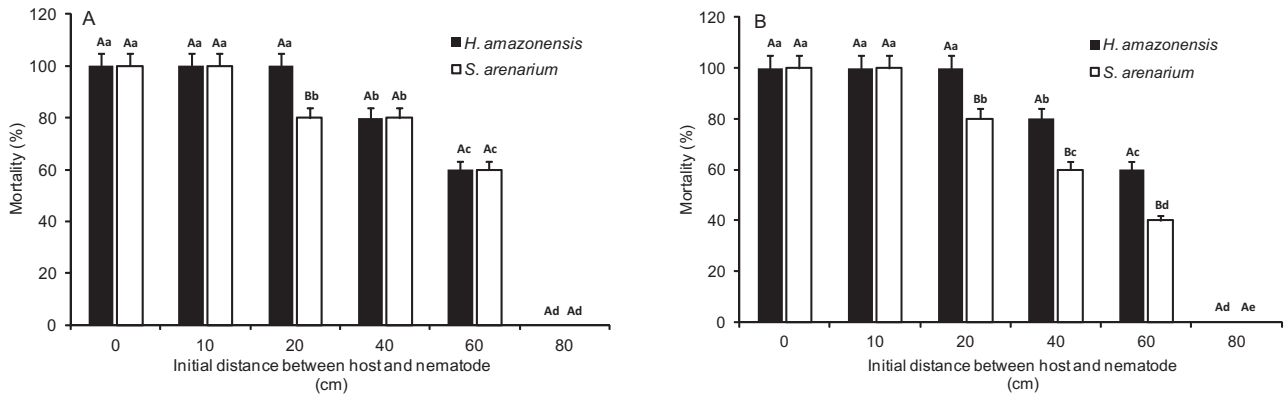 A
120
100
80
60
40
20
0
Mortality (%)
H. amazonensis
S. arenarium
Aa Aa Aa Aa Aa Bb Ab Ab Ac Ac Ad Ad
0 10 20 40 60 80
Initial distance between host and nematode
(cm)
B
120
100
80
60
40
20
0
Mortality (%)
H. amazonensis
S. arenarium
Aa Aa Aa Aa Aa Bb Ab Bc Ac Bd Ad Ae
0 10 20 40 60 80
Initial distance between host and nematode
(cm)